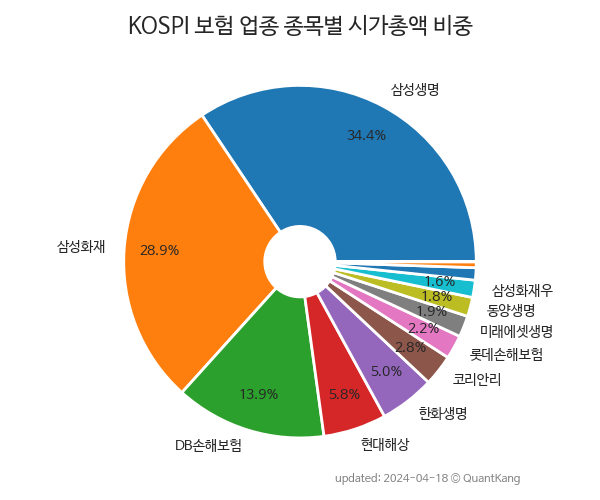 KOSPI 보험 업종 종목별 시가총액 비중
삼성생명
34.4%
삼성화재
28.9%
DB손해보험
13.9%
현대해상
5.8%
한화생명
5.0%
코리안리
2.8%
롯데손해보험
2.2%
미래에셋생명
1.9%
동양생명
1.8%
삼성화재우
1.6%
updated: 2024-04-18 © QuantKang